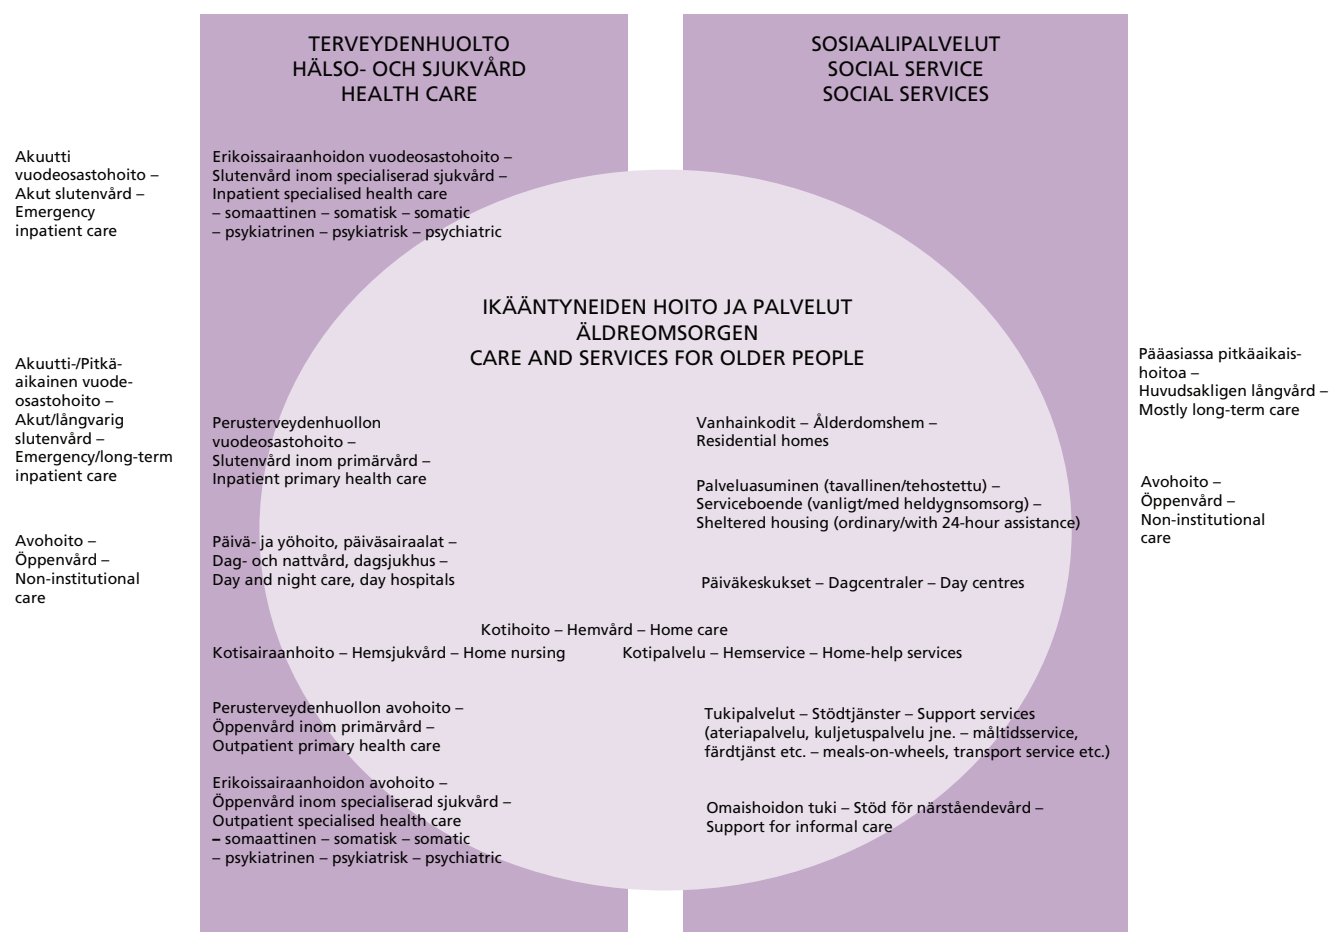 TERVEYDENHUOLTO
HÄLSO- OCH SJUKVÅRD
HEALTH CARE
SOSIAALIPALVELUT
SOCIAL SERVICE
SOCIAL SERVICES
Akuutti
vuodeosastohoito –
Akut slutenvård –
Emergency
inpatient care
Erikoissairaanhoidon vuodeosastohoito –
Slutenvård inom specialiserad sjukvård –
Inpatient specialised health care
– somaattinen – somatisk – somatic
– psykiatrinen – psykiatrisk – psychiatric
IKÄÄNTYNEIDEN HOITO JA PALVELUT
ÄLDREOMSORGEN
CARE AND SERVICES FOR OLDER PEOPLE
Akuutti-/Pitkä-
aikainen vuode-
osastohoito –
Akut/långvarig
slutenvård –
Emergency/long-term
inpatient care
Perusterveydenhuollon
vuodeosastohoito –
Slutenvård inom primärvård –
Inpatient primary health care
Vanhainkodit – Ålderdomshem –
Residential homes
Pääasiassa pitkäaikais-
hoitoa –
Huvudsakligen långvård –
Mostly long-term care
Palveluasuminen (tavallinen/tehostettu) –
Serviceboende (vanligt/med heldygnsomsorg) –
Sheltered housing (ordinary/with 24-hour assistance)
Avohoito –
Öppenvård –
Non-institutional
care
Avohoito –
Öppenvård –
Non-institutional
care
Päivä- ja yöhoito, päiväsairaalat –
Dag- och nattvård, dagsjukhus –
Day and night care, day hospitals
Päiväkeskukset – Dagcentraler – Day centres
Kotihoito – Hemvård – Home care
Kotisairaanhoito – Hemsjukvård – Home nursing
Kotipalvelu – Hemservice – Home-help services
Perusterveydenhuollon avohoito –
Öppenvård inom primärvård –
Outpatient primary health care
Tukipalvelut – Stödtjänster – Support services
(ateriapalvelu, kuljetuspalvelu jne. – måltidsservice,
färdtjänst etc. – meals-on-wheels, transport service etc.)
Erikoissairaanhoidon avohoito –
Öppenvård inom specialiserad sjukvård –
Outpatient specialised health care
– somaattinen – somatisk – somatic
– psykiatrinen – psykiatrisk – psychiatric
Omaishoidon tuki – Stöd för närståendevård –
Support for informal care